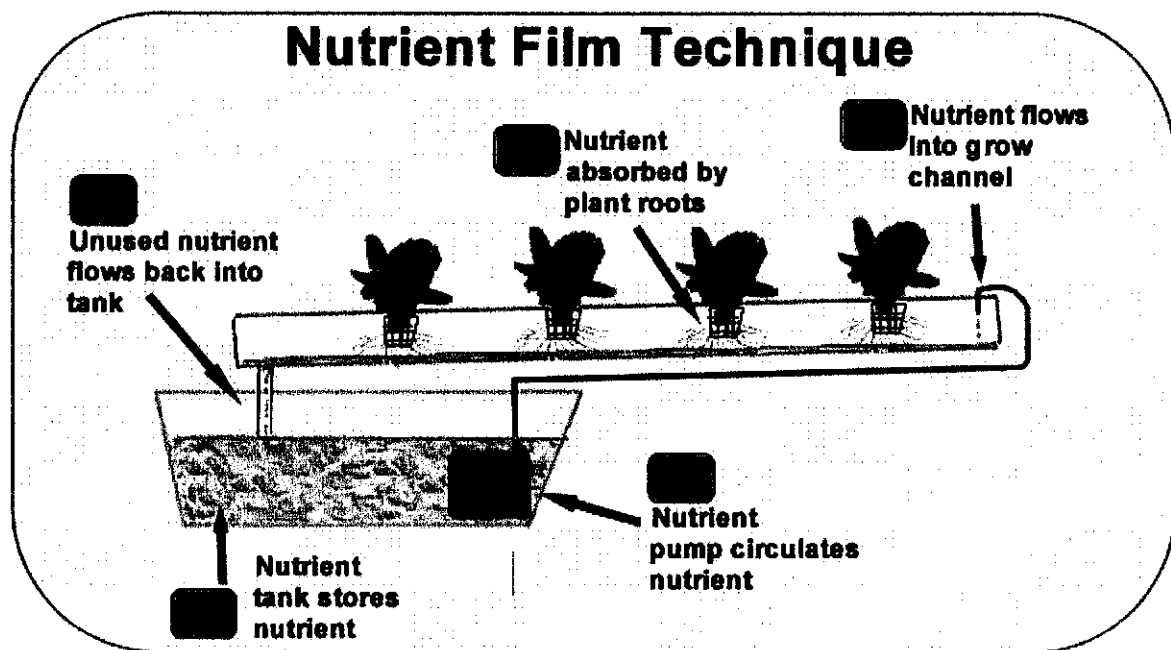 Nutrient Film Technique
Unused nutrient
flows back into
tank
Nutrient
absorbed by
plant roots
Nutrient flows
into grow
channel
Nutrient
tank stores
nutrient
Nutrient
pump circulates
nutrient